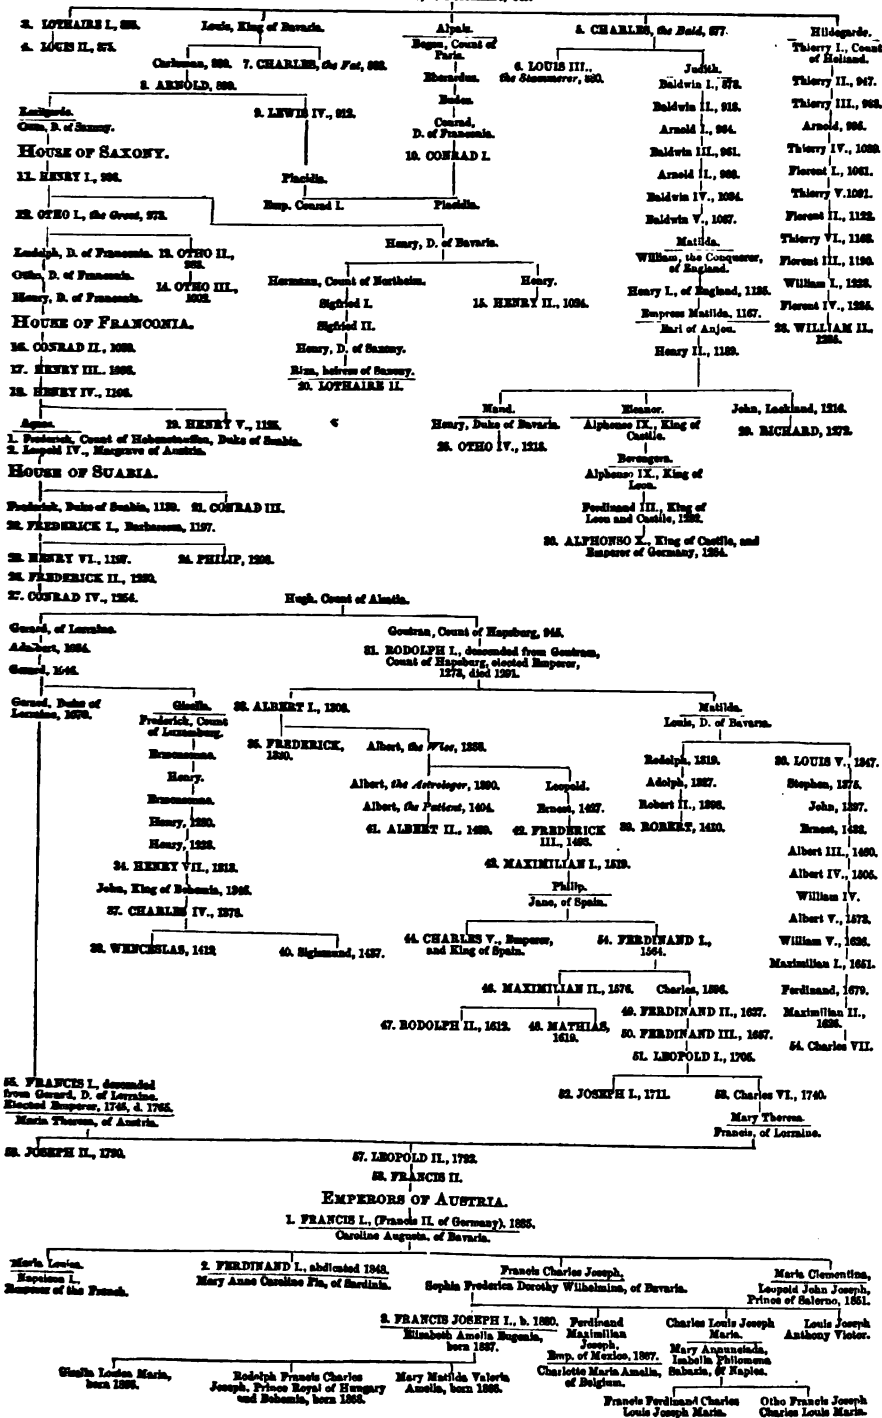 3. LOTHAIRE I., 855.
Louis, King of Bavaria.
Alpais.
Began, Count of
Paris.
5. CHARLES, the Bald, 877.
Hildegarde.
Thierry I., Count
of Holland.
4. LOUIS II., 875.
Carloman, 880.
7. CHARLES, the Fat, 888.
8. ARNOLD, 899.
Eberardus.
Eudes.
Conrad,
D. of Franconia.
10. CONRAD I.
6. LOUIS III.,
the Stammerer, 880.
Judith.
Baldwin I., 878.
Baldwin II., 918.
Arnold I., 964.
Baldwin III., 961.
Arnold II., 988.
Baldwin IV., 1034.
Baldwin V., 1067.
Matilda.
William, the Conqueror,
of England.
Henry I., of England, 1135.
Empress Matilda, 1167.
Earl of Anjou.
Henry II., 1189.
Thierry II., 947.
Thierry III., 988.
Arnold, 995.
Thierry IV., 1039.
Florent I., 1061.
Thierry V. 1091.
Florent II., 1122.
Thierry VI., 1163.
Florent III., 1190.
William I., 1223.
Florent IV., 1235.
28. WILLIAM II.,
Luitgarde.
Otto, D. of Saxony.
9. LEWIS IV., 912.
HOUSE OF SAXONY.
11. HENRY I., 936.
Placidia.
Emp. Conrad I.
Placidia.
12. OTHO I., the Great, 973.
Henry, D. of Bavaria.
Ludolph, D. of Franconia.
13. OTHO II.,
983.
Otho, D. of Franconia.
14. OTHO III.,
1002.
Henry, D. of Franconia.
Hermann, Count of Northeim.
Henry.
Sigfried I.
15. HENRY II., 1024.
Sigfried II.
Henry, D. of Saxony.
Riza, heiress of Saxony.
20. LOTHAIRE II.
HOUSE OF FRANCONIA.
16. CONRAD II., 1039.
17. HENRY III.
18. HENRY IV., 1106.
Agnes.
19. HENRY V., 1125.
1. Frederick, Count of Hohenstauffen, Duke of Suabia.
2. Leopold IV., Margrave of Austria.
Maud.
Henry, Duke of Bavaria.
25. OTHO IV., 1218.
Eleanor.
Alphonso IX., King of
Castile.
Berengera.
Alphonso IX., King of
Leon.
Ferdinand III., King of
Leon and Castile, 1252.
30. ALPHONSO X., King of Castile, and
Emperor of Germany, 1284.
John, Lackland, 1216.
29. RICHARD, 1272.
HOUSE OF SUABIA.
Frederick, Duke of Suabia,
21. CONRAD III.
22. FREDERICK I., Barbarossa, 1197.
23. HENRY VI., 1197.
24. PHILIP, 1208.
26. FREDERICK II., 1250.
27. CONRAD IV., 1254.
Hugh, Count of Alsatia.
Gerard, of Lorraine.
Adalbert,
Gerard,
Gerard, Duke of
Lorraine, 1070.
Gontran, Count of Hapsburg, 945.
31. RODOLPH I., descended from Gontram,
Count of Hapsburg, elected Emperor,
1273, died 1291.
Gisella.
Frederick, Count
of Luxemburg.
Ermensenne.
Henry.
Ermensenne.
Henry,
Henry,
34. HENRY VII., 1313.
John, King of Bohemia, 1346.
37. CHARLES IV., 1378.
38. WENCESLAS, 1419.
40. Sigismund, 1437.
ALBERT I., 1308.
35. FREDERICK,
1330.
Albert, the Wise, 1358.
Albert, the Astrologer,
Albert, the Patient, 1404.
41. ALBERT II., 1439.
Leopold.
Ernest, 1427.
42. FREDERICK
III., 1493.
43. MAXIMILIAN I., 1519.
Philip.
Jane, of Spain.
44. CHARLES V., Emperor,
and King of Spain.
54. FERDINAND I.,
1564.
46. MAXIMILIAN II., 1576.
Charles,
47. RODOLPH II., 1612.
48. MATHIAS,
1619.
49. FERDINAND II., 1637.
50. FERDINAND III., 1657.
51. LEOPOLD I., 1705.
52. JOSEPH I., 1711.
53. Charles VI., 1740.
Mary Theresa.
Francis, of Lorraine.
Matilda.
Louis, D. of Bavaria.
Rodolph, 1319.
Adolph, 1327.
Robert II., 1398.
39. ROBERT, 1410.
LOUIS V., 1347.
Stephen, 1375.
John, 1397.
Ernest, 1438.
Albert III., 1460.
Albert IV., 1508.
William IV.
Albert V., 1579.
William V., 1626.
Maximilian I., 1651.
Ferdinand, 1679.
Maximilian II.,
54. Charles VII.
55. FRANCIS I., descended
from Gerard, D. of Lorraine.
Elected Emperor, 1745, d. 1765.
Maria Theresa, of Austria.
56. JOSEPH II., 1790.
57. LEOPOLD II., 1792.
58. FRANCIS II.
EMPERORS OF AUSTRIA.
1. FRANCIS I., (Francis II. of Germany). 1835.
Caroline Augusta, of Bavaria.
Maria Louisa.
Napoleon I.,
Emperor of the French.
2. FERDINAND I., abdicated 1848.
Mary Anne Caroline Pia, of Sardinia.
Francis Charles Joseph,
Sophia Frederica Dorothy Wilhelmina, of Bavaria.
Maria Clementina,
Leopold John Joseph,
Prince of Salerno, 1851.
3. FRANCIS JOSEPH I., b. 1830.
Elisabeth Amelia Eugenia,
born 1837.
Ferdinand
Maximilian
Joseph,
Emp. of Mexico, 1867.
Charlotte Maria Amelia,
of Belgium.
Charles Louis Joseph
Maria.
Mary Annunciada,
Isabella Philomena
Sabazia, of Naples.
Louis Joseph
Anthony Victor.
Gisella Louisa Maria,
born 1856.
Rodolph Francis Charles
Joseph, Prince Royal of Hungary
and Bohemia, born 1858.
Mary Matilda Valeria
Amelia, born 1868.
Francis Ferdinand Charles
Louis Joseph Maria.
Otho Francis Joseph
Charles Louis Maria.